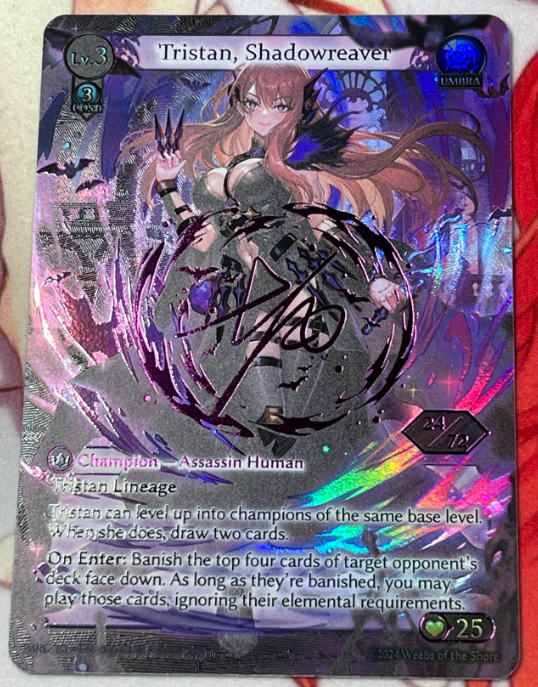 Lv.3
Tristan, Shadowreaver
UMBRA
3
COST
24/72
Champion — Assassin Human
Tristan Lineage
Tristan can level up into champions of the same base level.
When she does, draw two cards.
On Enter: Banish the top four cards of target opponent's
deck face down. As long as they're banished, you may
play those cards, ignoring their elemental requirements.
25
©2024 Weebs of the Shore